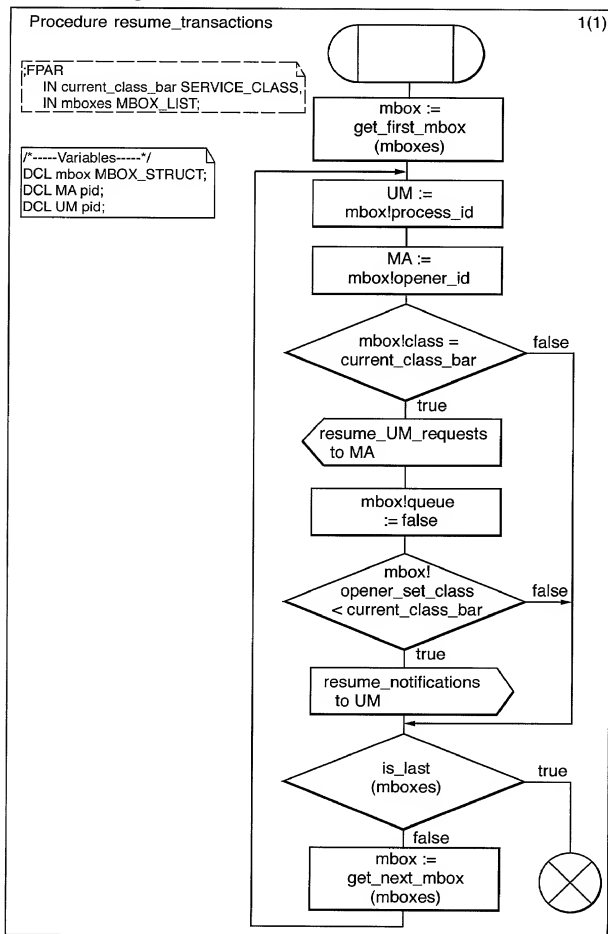 Procedure resume_transactions
1(1)
;FPAR
IN current_class_bar SERVICE_CLASS,
IN mboxes MBOX_LIST;
/*-----Variables-----*/
DCL mbox MBOX_STRUCT;
DCL MA pid;
DCL UM pid;
mbox :=
get_first_mbox
(mboxes)
UM :=
mbox!process_id
MA :=
mbox!opener_id
mbox!class =
current_class_bar
false
true
resume_UM_requests
to MA
mbox!queue
:= false
mbox!
opener_set_class
< current_class_bar
false
true
resume_notifications
to UM
is_last
(mboxes)
true
false
mbox :=
get_next_mbox
(mboxes)